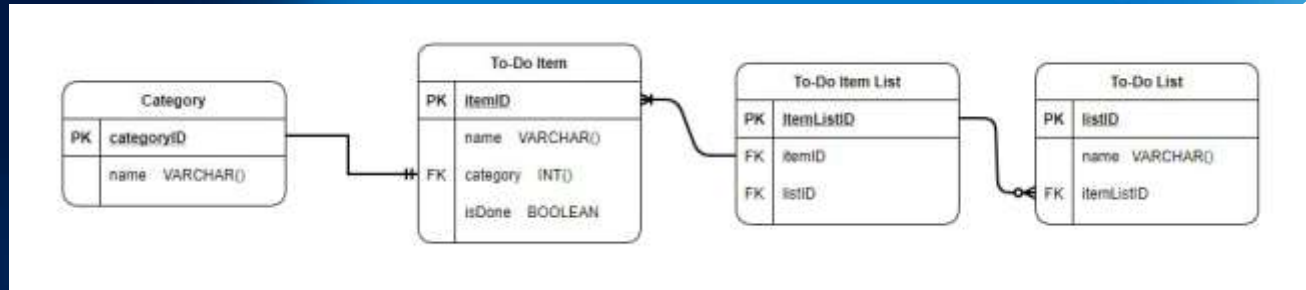 Category
PK categoryID
name VARCHAR()
To-Do Item
PK itemID
name VARCHAR()
FK category INT()
isDone BOOLEAN
To-Do Item List
PK ItemListID
FK itemID
FK listID
To-Do List
PK listID
name VARCHAR()
FK itemListID